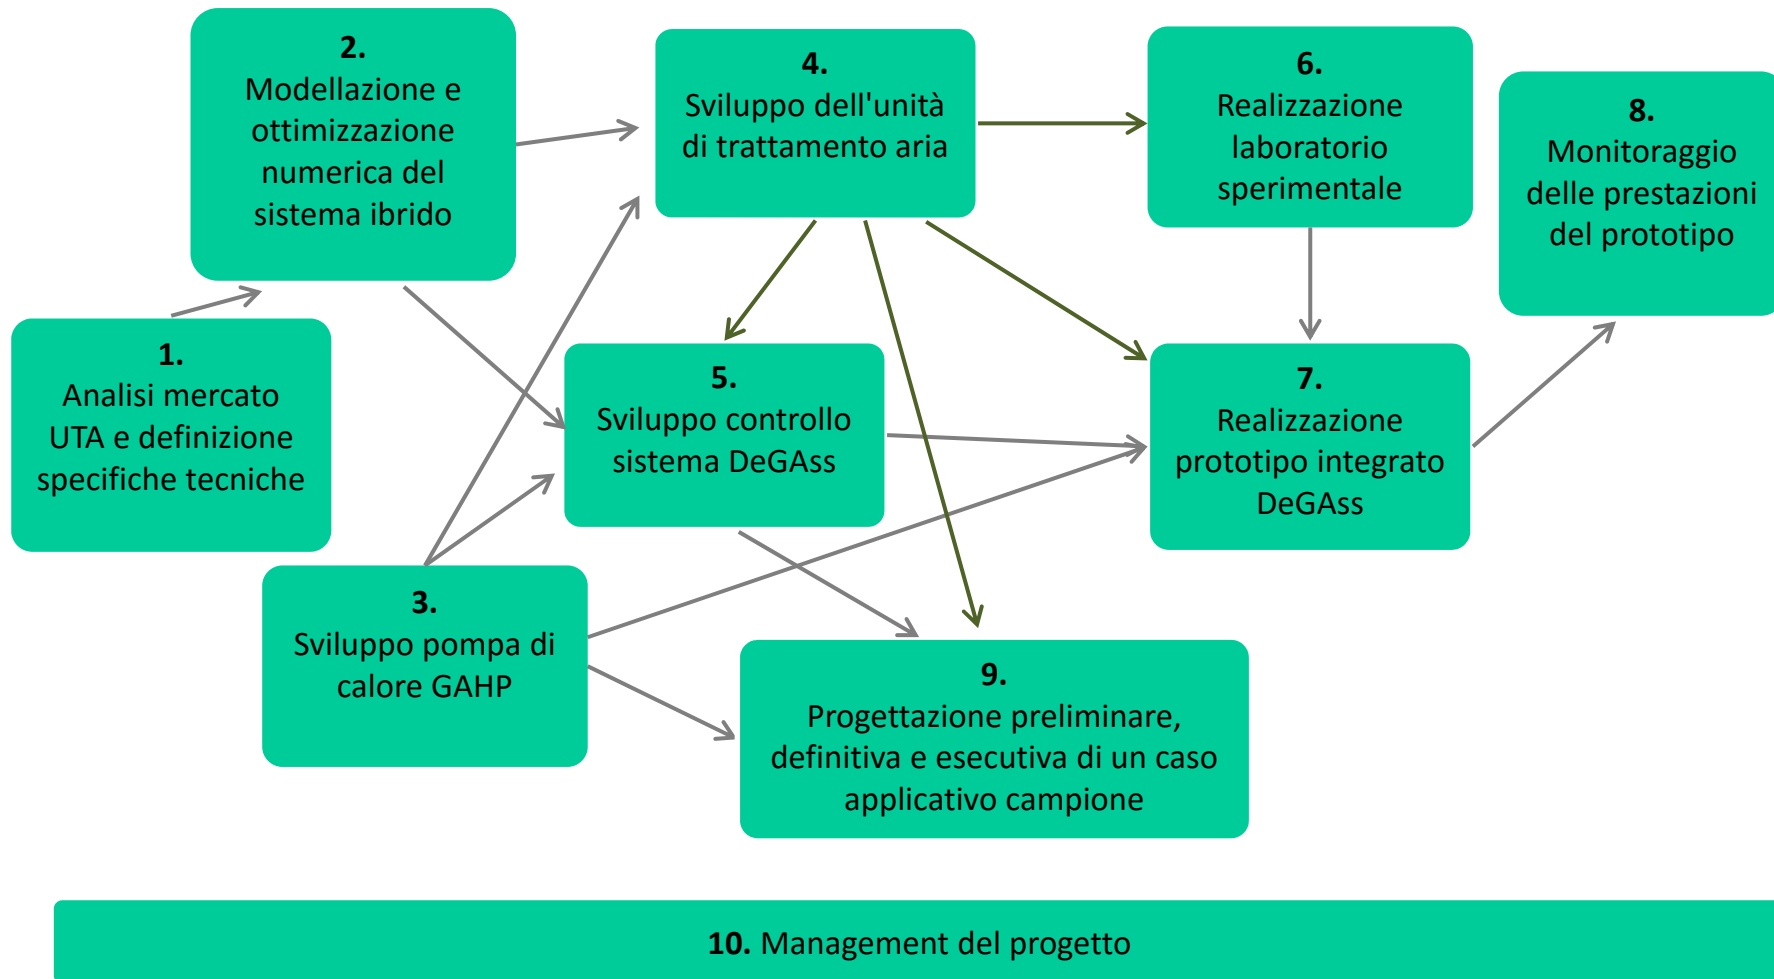 2.
Modellazione e
ottimizzazione
numerica del
sistema ibrido
4.
Sviluppo dell'unità
di trattamento aria
6.
Realizzazione
laboratorio
sperimentale
8.
Monitoraggio
delle prestazioni
del prototipo
1.
Analisi mercato
UTA e definizione
specifiche tecniche
5.
Sviluppo controllo
sistema DeGAss
7.
Realizzazione
prototipo integrato
DeGAss
3.
Sviluppo pompa di
calore GAHP
9.
Progettazione preliminare,
definitiva e esecutiva di un caso
applicativo campione
10. Management del progetto